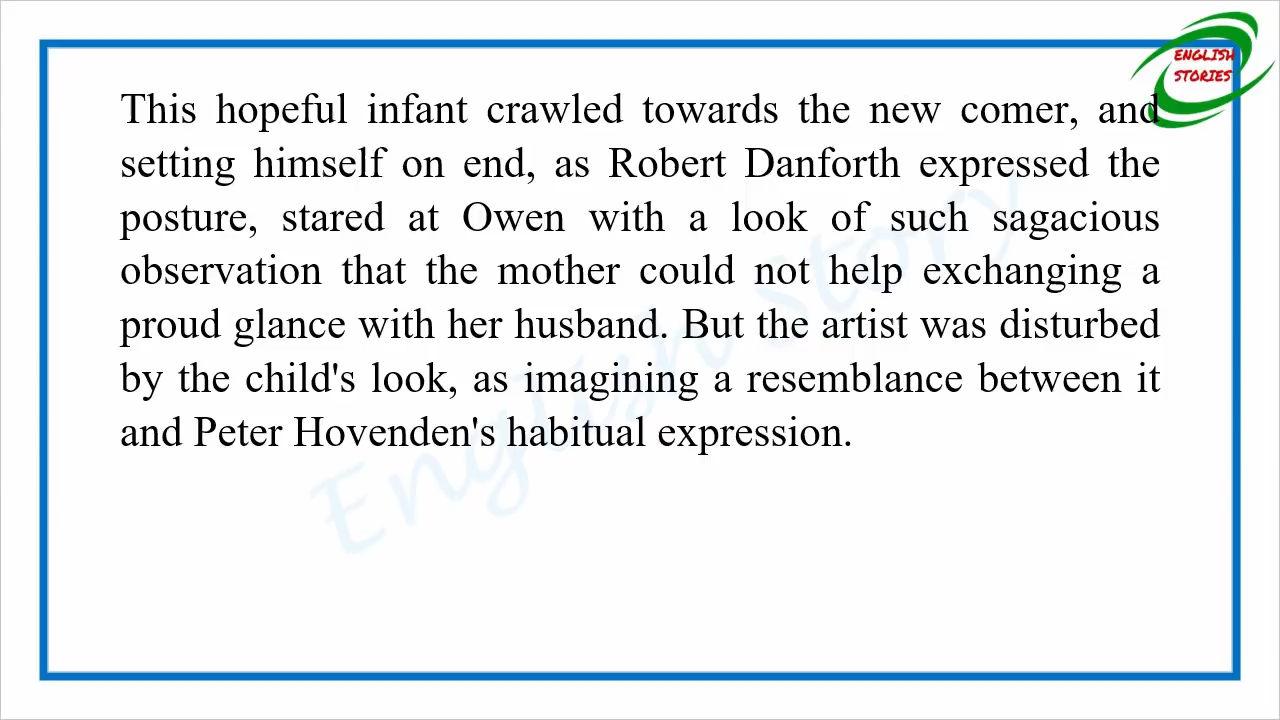 ENGLISH
STORIES
This hopeful infant crawled towards the new comer, and
setting himself on end, as Robert Danforth expressed the
posture, stared at Owen with a look of such sagacious
observation that the mother could not help exchanging a
proud glance with her husband. But the artist was disturbed
by the child's look, as imagining a resemblance between it
and Peter Hovenden's habitual expression.
English Story